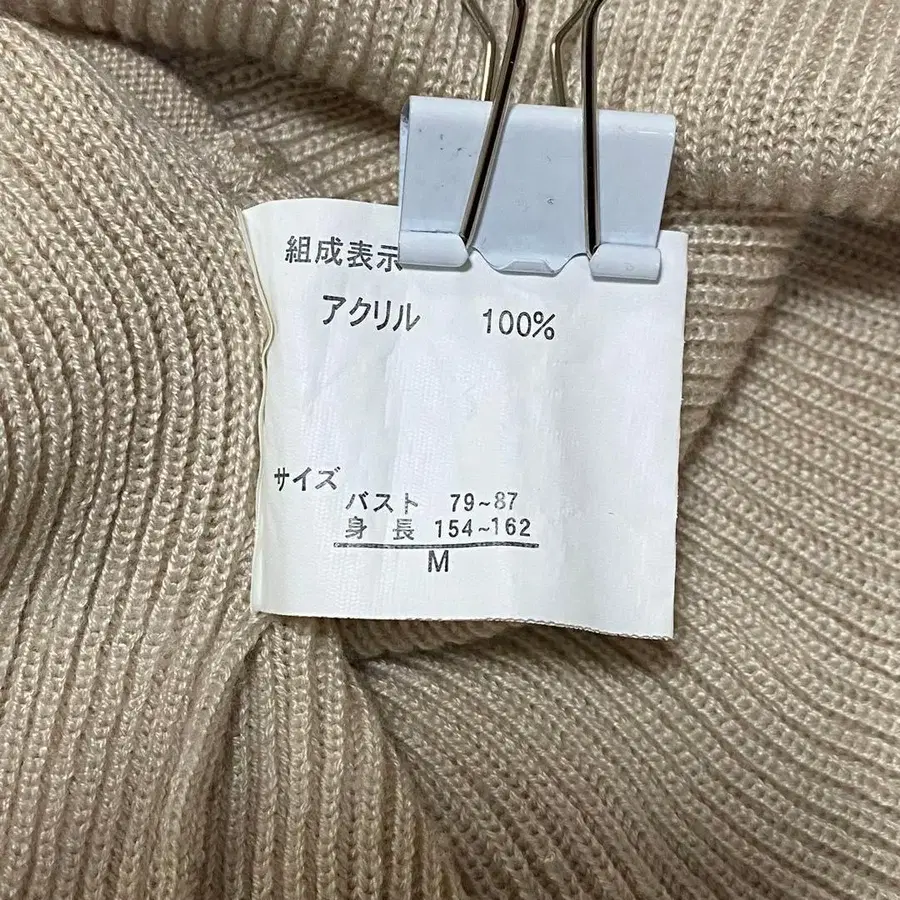 組成表示
アクリル 100%
サイズ
バスト 79~87
身長 154~162
M